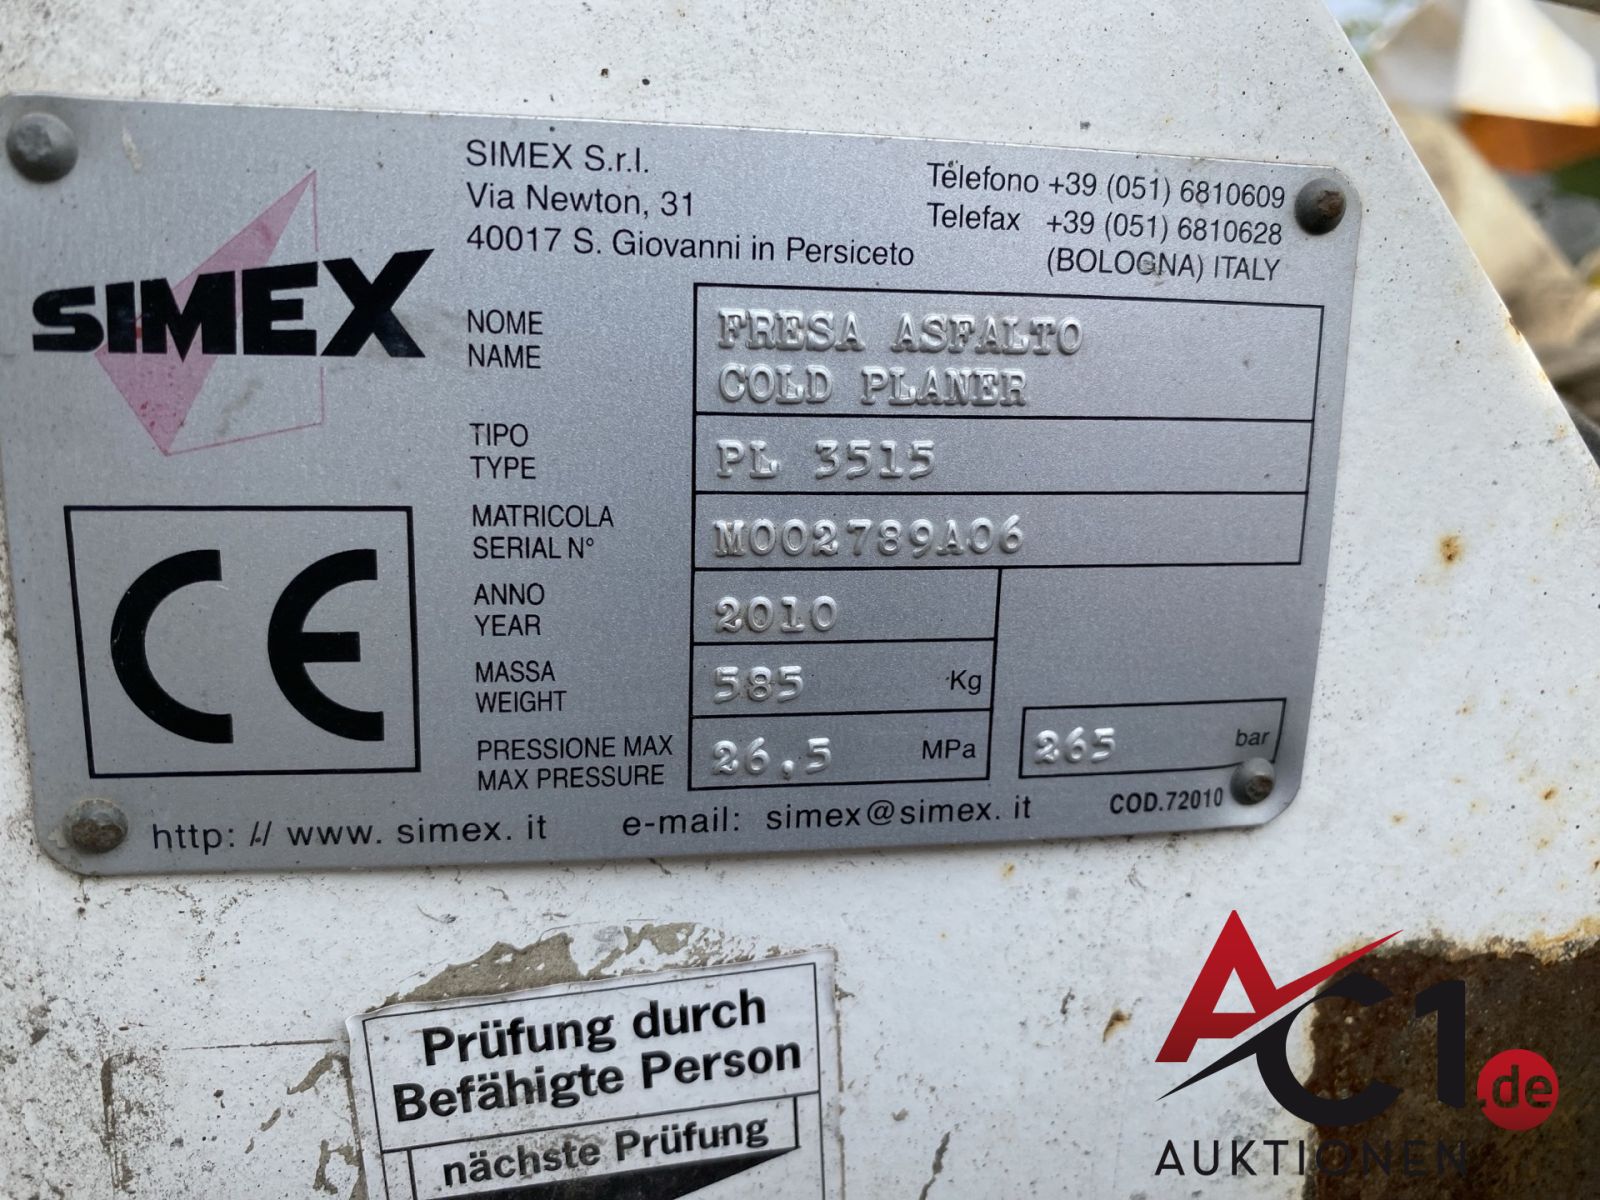 SIMEX S.r.l.
Via Newton, 31
40017 S. Giovanni in Persiceto
Telefono +39 (051) 6810609
Telefax +39 (051) 6810628
(BOLOGNA) ITALY
SIMEX
NOME
NAME
FRESA ASFALTO
COLD PLANER
TIPO
TYPE
PL 3515
MATRICOLA
SERIAL N°
M002789A06
ANNO
YEAR
2010
MASSA
WEIGHT
585 Kg
PRESSIONE MAX
MAX PRESSURE
26,5 MPa
265 bar
CE
http: // www. simex. it e-mail: simex@simex. it COD.72010
Prüfung durch
Befähigte Person
nächste Prüfung
AC1.de
AUKTIONEN